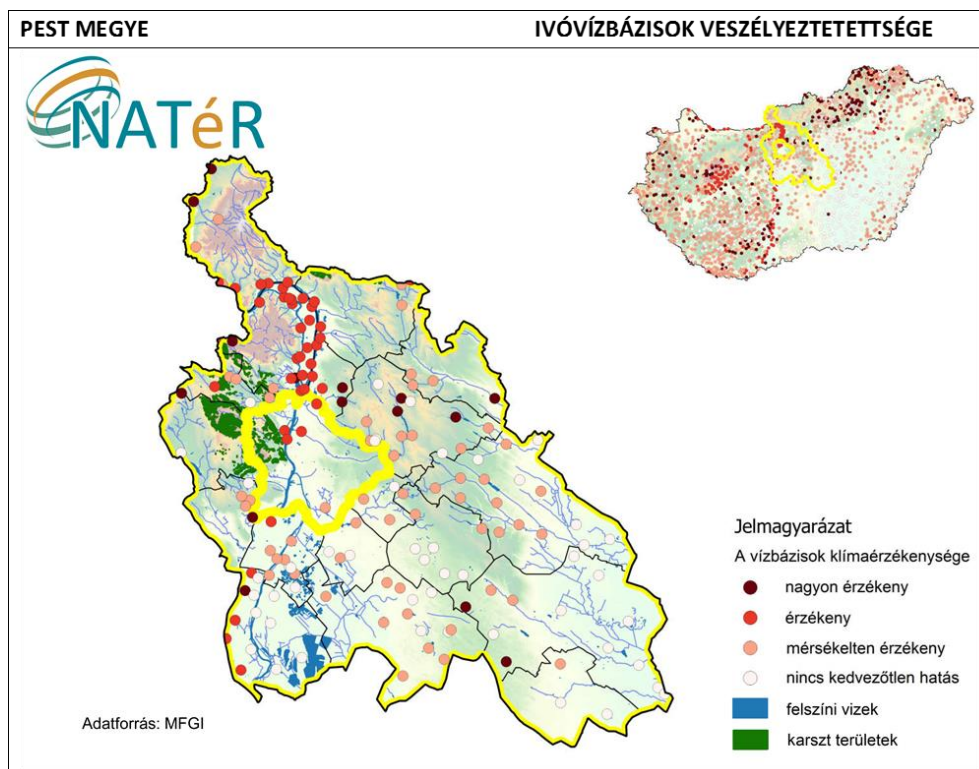 PEST MEGYE
IVÓVÍZBÁZISOK VESZÉLYEZTETETTSÉGE
NATéR
Jelmagyarázat
A vízbázisok klímaérzékenysége
nagyon érzékeny
érzékeny
mérsékelten érzékeny
nincs kedvezőtlen hatás
felszíni vizek
karszt területek
Adatforrás: MFGI